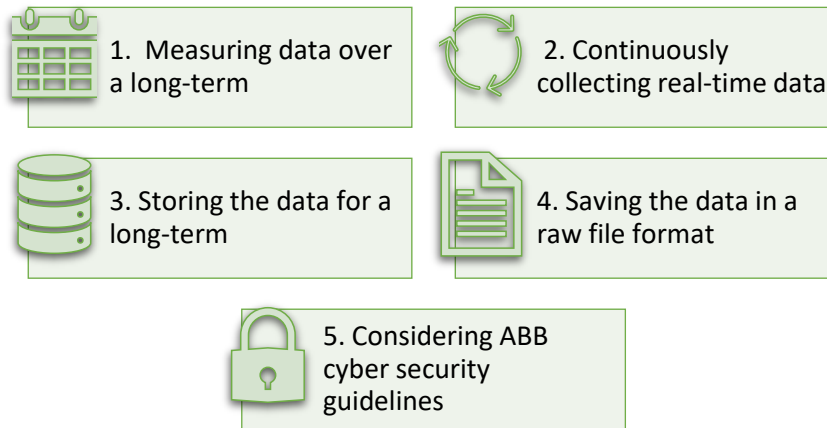 1. Measuring data over
a long-term
2. Continuously
collecting real-time data
3. Storing the data for a
long-term
4. Saving the data in a
raw file format
5. Considering ABB
cyber security
guidelines